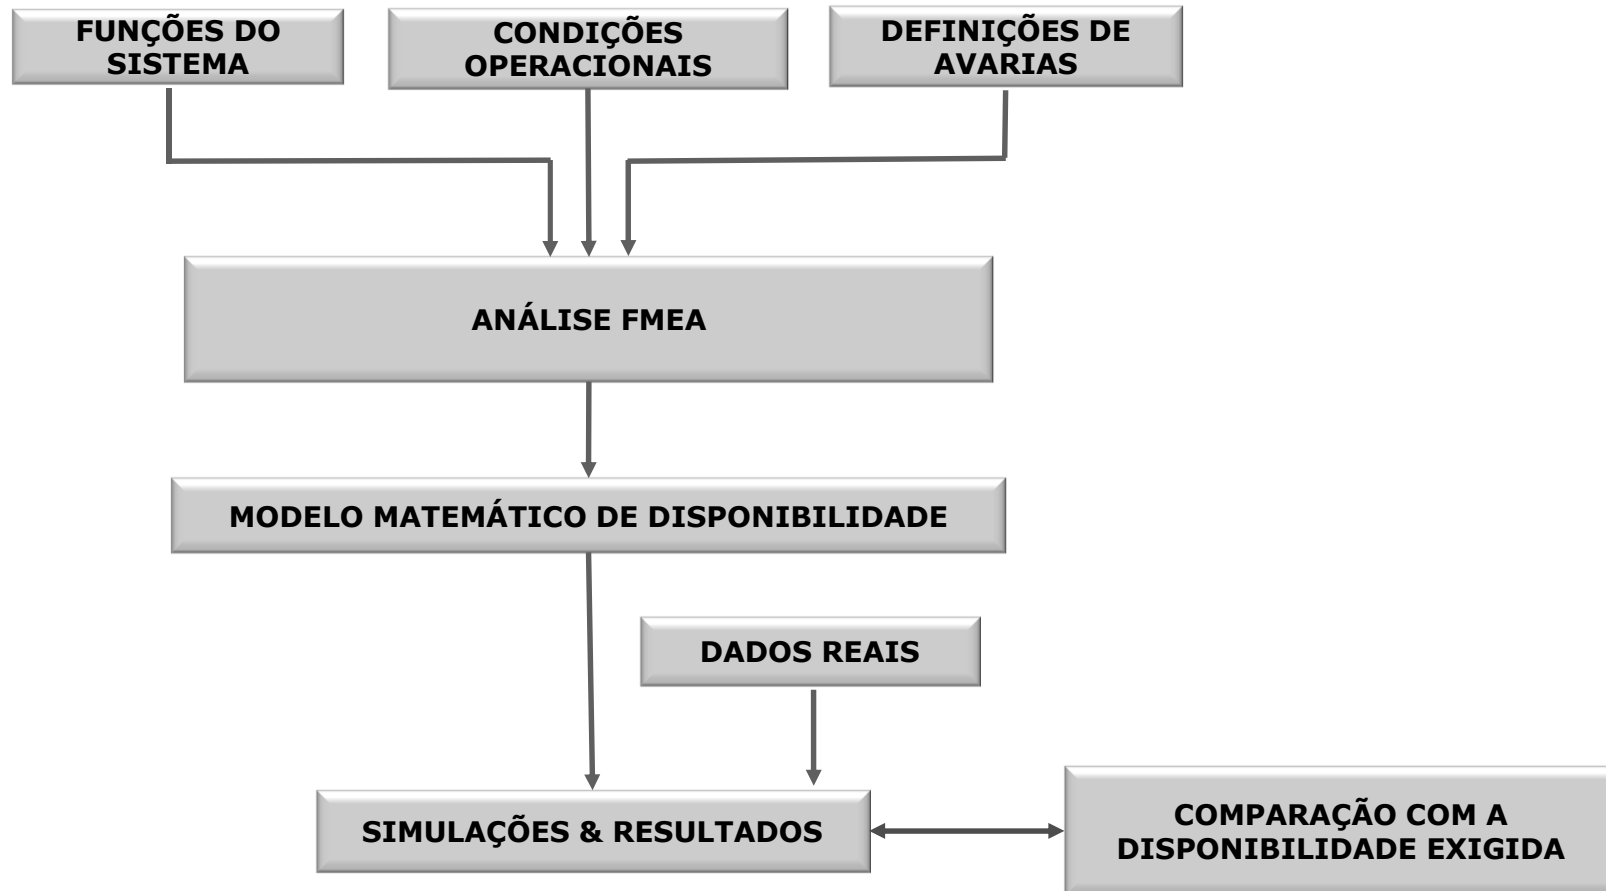 FUNÇÕES DO
SISTEMA
CONDIÇÕES
OPERACIONAIS
DEFINIÇÕES DE
AVARIAS
ANÁLISE FMEA
MODELO MATEMÁTICO DE DISPONIBILIDADE
DADOS REAIS
SIMULAÇÕES & RESULTADOS
COMPARAÇÃO COM A
DISPONIBILIDADE EXIGIDA